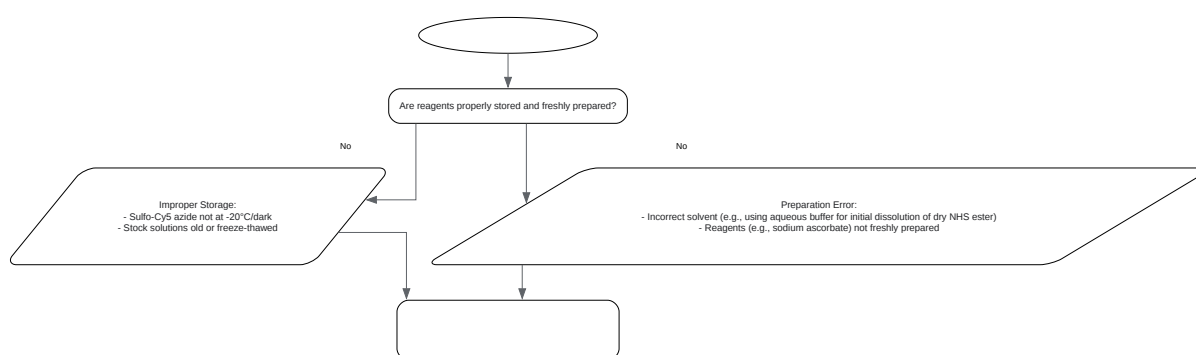 Are reagents properly stored and freshly prepared?
No
No
Improper Storage:
- Sulfo-Cy5 azide not at -20°C/dark
- Stock solutions old or freeze-thawed
Preparation Error:
- Incorrect solvent (e.g., using aqueous buffer for initial dissolution of dry NHS ester)
- Reagents (e.g., sodium ascorbate) not freshly prepared